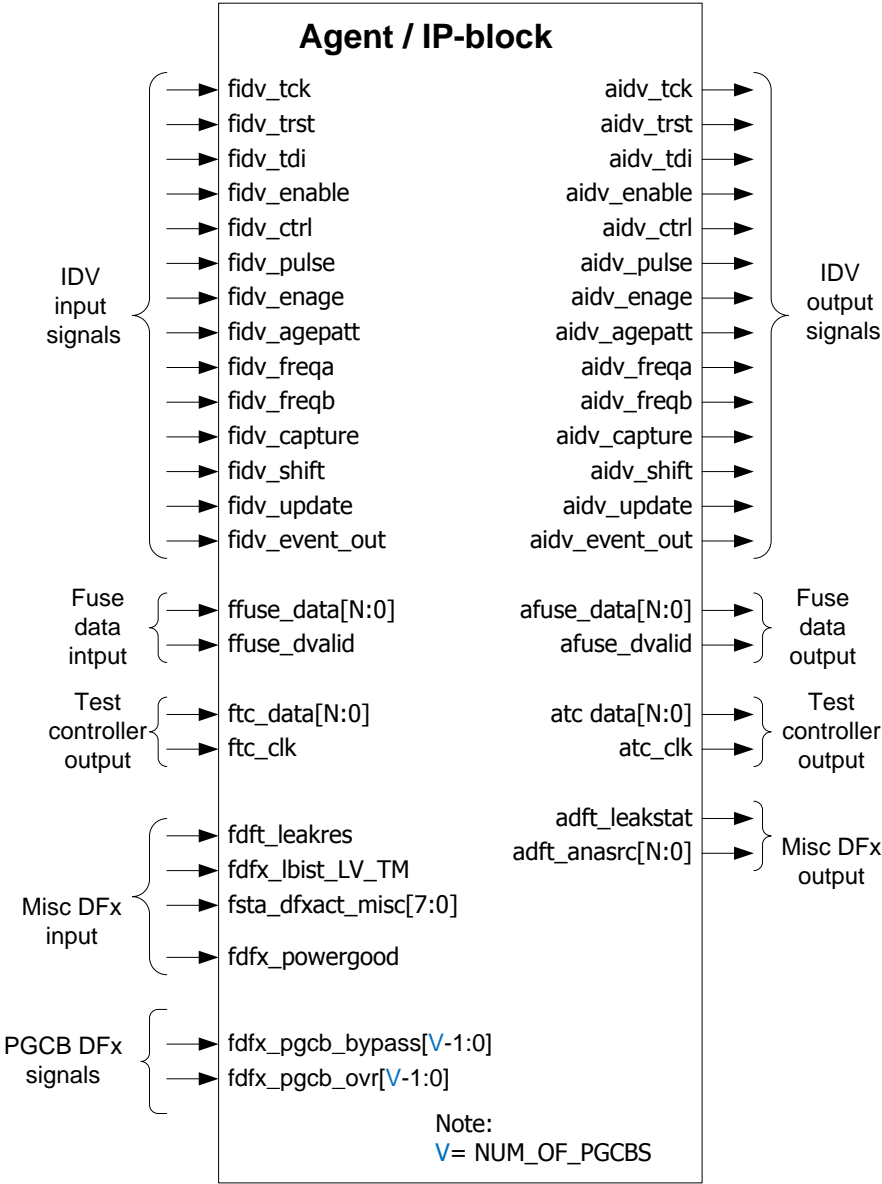 Agent / IP-block
IDV
input
signals
fidv_tck
fidv_trst
fidv_tdi
fidv_enable
fidv_ctrl
fidv_pulse
fidv_enage
fidv_agepatt
fidv_freqa
fidv_freqb
fidv_capture
fidv_shift
fidv_update
fidv_event_out
aidv_tck
aidv_trst
aidv_tdi
aidv_enable
aidv_ctrl
aidv_pulse
aidv_enage
aidv_agepatt
aidv_freqa
aidv_freqb
aidv_capture
aidv_shift
aidv_update
aidv_event_out
IDV
output
signals
Fuse
data
intput
ffuse_data[N:0]
ffuse_dvalid
afuse_data[N:0]
afuse_dvalid
Fuse
data
output
Test
controller
output
ftc_data[N:0]
ftc_clk
atc data[N:0]
atc_clk
Test
controller
output
Misc DFx
input
fdft_leakres
fdfx_lbist_LV_TM
fsta_dfxact_misc[7:0]
fdfx_powergood
adft_leakstat
adft_anasrc[N:0]
Misc DFx
output
PGCB DFx
signals
fdfx_pgcb_bypass[V-1:0]
fdfx_pgcb_ovr[V-1:0]
Note:
V= NUM_OF_PGCBS